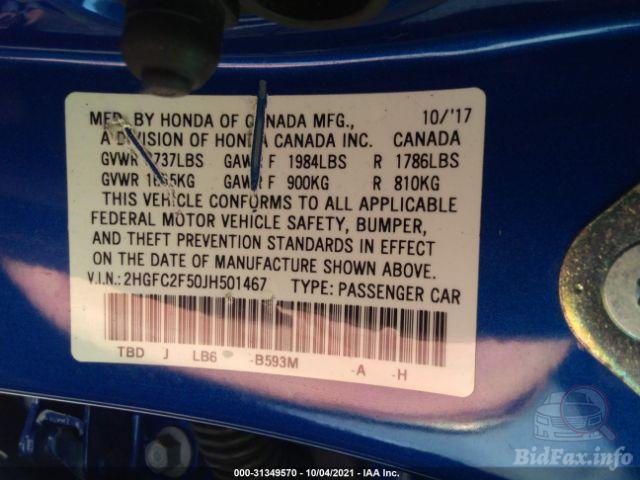 MFD. BY HONDA OF CANADA MFG., 10/'17
A DIVISION OF HONDA CANADA INC. CANADA
GVWR 737LBS GAWR F 1984LBS R 1786LBS
GVWR GAWR F 900KG R 810KG
THIS VEHICLE CONFORMS TO ALL APPLICABLE
FEDERAL MOTOR VEHICLE SAFETY, BUMPER,
AND THEFT PREVENTION STANDARDS IN EFFECT
ON THE DATE OF MANUFACTURE SHOWN ABOVE.
V.I.N.: 2HGFC2F50JH501467 TYPE: PASSENGER CAR
TBD J LB6 -B593M -A -H
BidFax.info
000-31349570 - 10/04/2021 - IAA Inc.